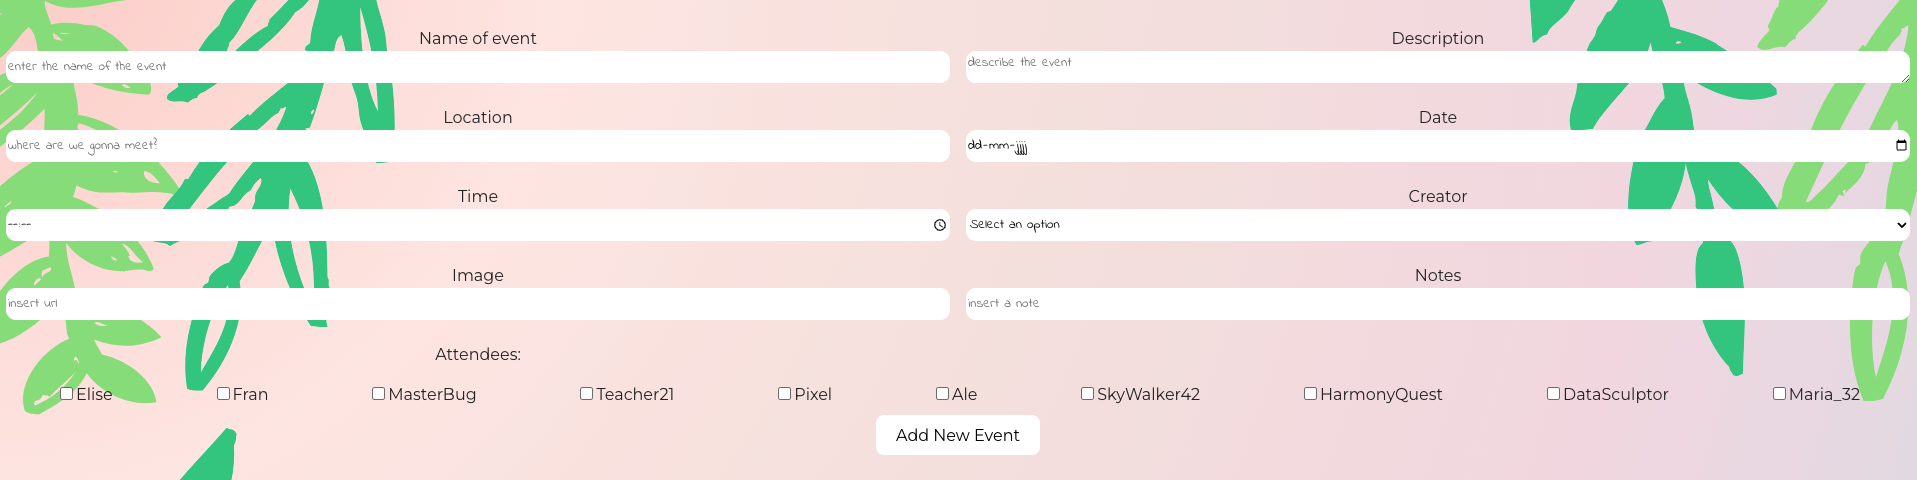 Name of event
Description
enter the name of the event
describe the event
Location
Date
where are we gonna meet?
dd-mm-jjjj
Time
Creator
--:--
Select an option
Image
Notes
insert url
insert a note
Attendees:
Elise Fran MasterBug Teacher21 Pixel Ale SkyWalker42 HarmonyQuest DataSculptor Maria_32
Add New Event